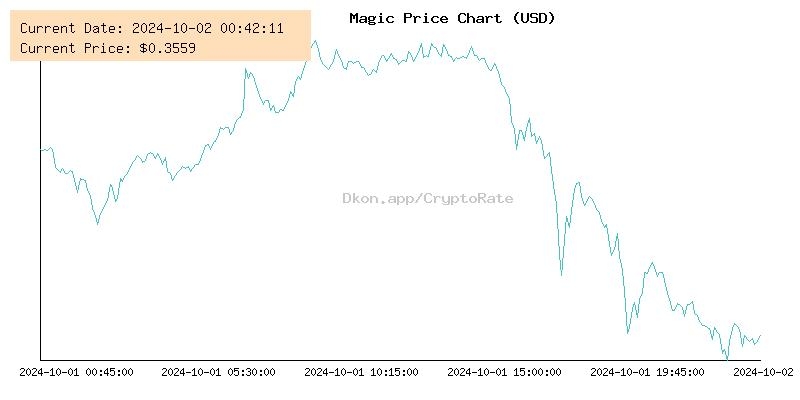 Magic Price Chart (USD)
Current Date: 2024-10-02 00:42:11
Current Price: $0.3559
Dkon.app/CryptoRate
2024-10-01 00:45:00 2024-10-01 05:30:00 2024-10-01 10:15:00 2024-10-01 15:00:00 2024-10-01 19:45:00 2024-10-02